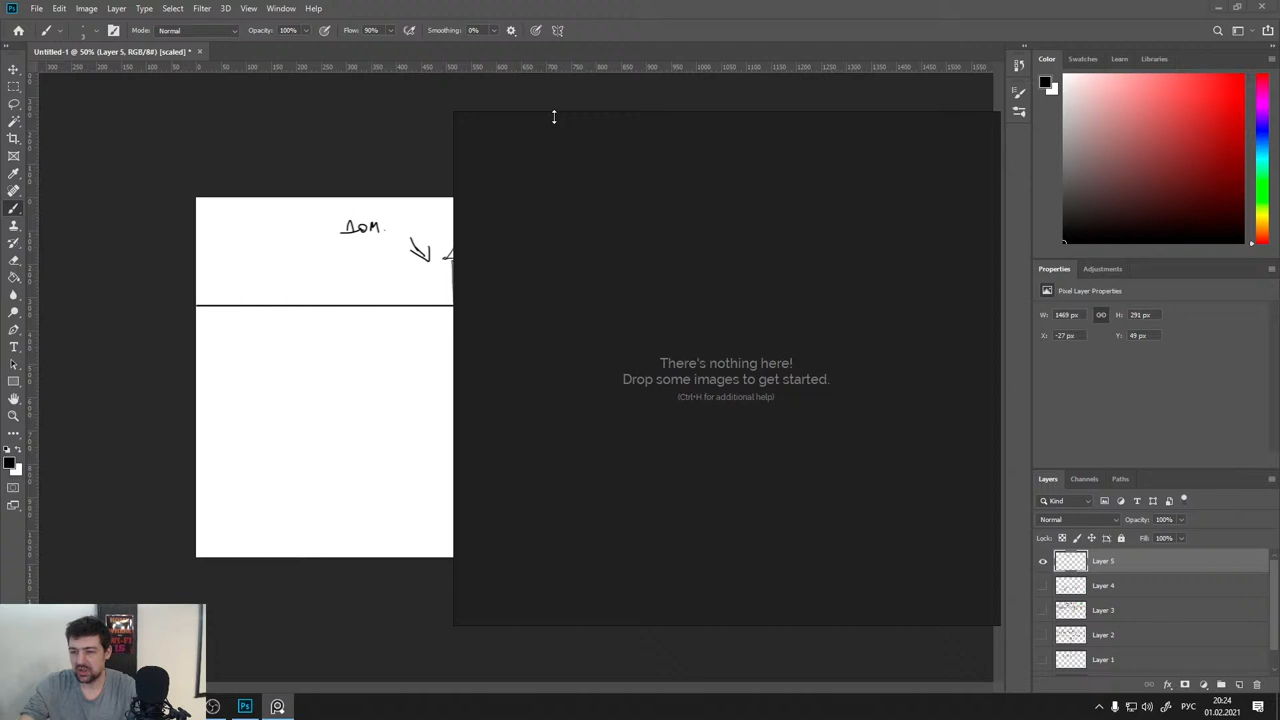 File Edit Image Layer Type Select Filter 3D View Window Help
Mode: Normal Opacity: 100% Flow: 90% Smoothing: 0%
Untitled-1 @ 50% (Layer 5, RGB/8#) [scaled] *
Color Swatches Learn Libraries
Дом.
There's nothing here!
Drop some images to get started.
(Ctrl+H for additional help)
Properties Adjustments
Pixel Layer Properties
W: 1469 px H: 291 px
X: -27 px Y: 49 px
Layers Channels Paths
Kind
Normal Opacity: 100%
Lock: Fill: 100%
Layer 5
Layer 4
Layer 3
Layer 2
Layer 1
Ps
РУС
20:24
01.02.2021